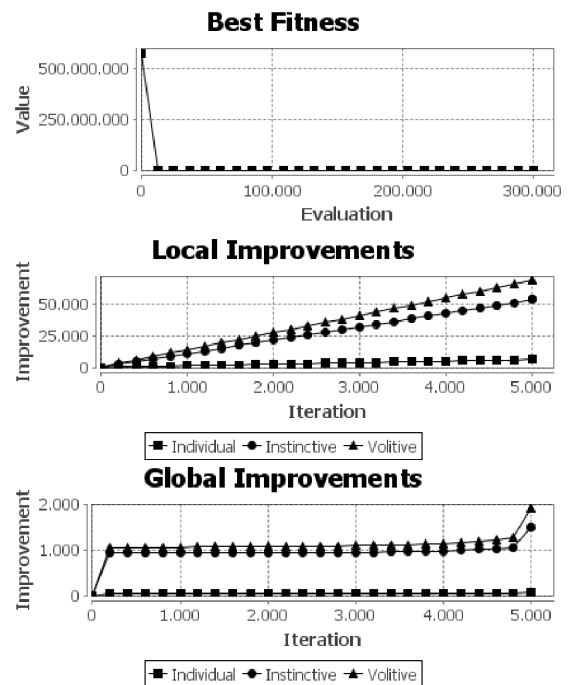 Best Fitness
Value
500.000.000
250.000.000
0
0 100.000 200.000 300.000
Evaluation
Local Improvements
Improvement
50.000
25.000
0
0 1.000 2.000 3.000 4.000 5.000
Iteration
Individual Instinctive Volitive
Global Improvements
Improvement
2.000
1.000
0
0 1.000 2.000 3.000 4.000 5.000
Iteration
Individual Instinctive Volitive